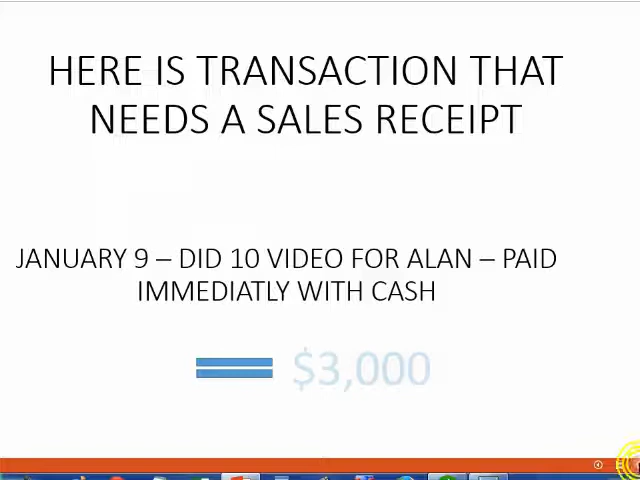 HERE IS TRANSACTION THAT
NEEDS A SALES RECEIPT
JANUARY 9 – DID 10 VIDEO FOR ALAN – PAID
IMMEDIATLY WITH CASH
$3,000